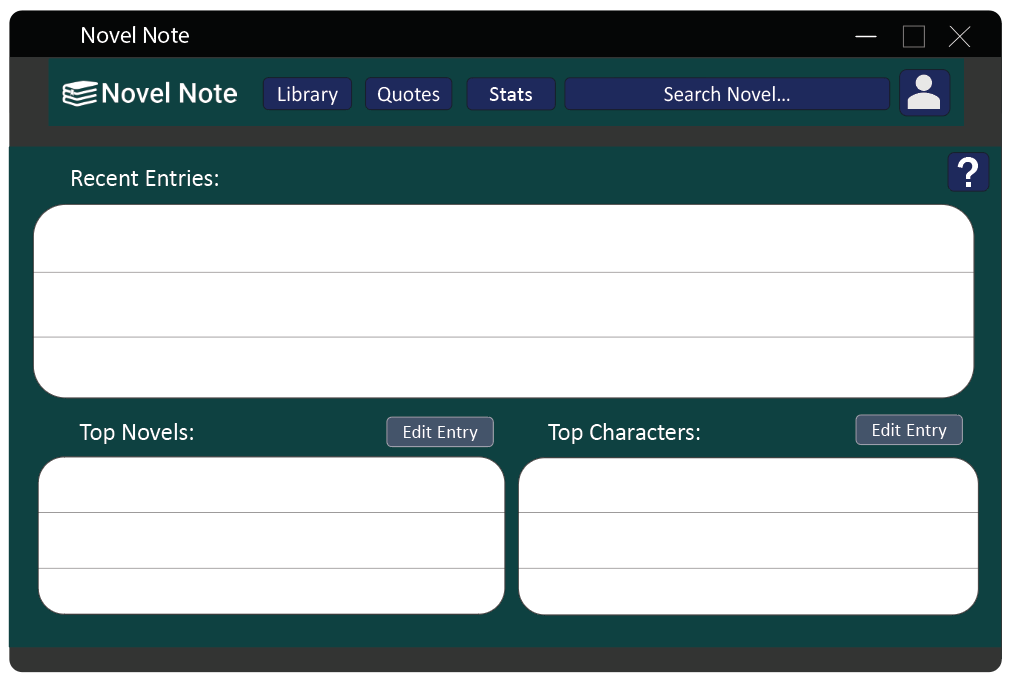 Novel Note
Novel Note
Library
Quotes
Stats
Search Novel...
?
Recent Entries:
Top Novels:
Edit Entry
Top Characters:
Edit Entry